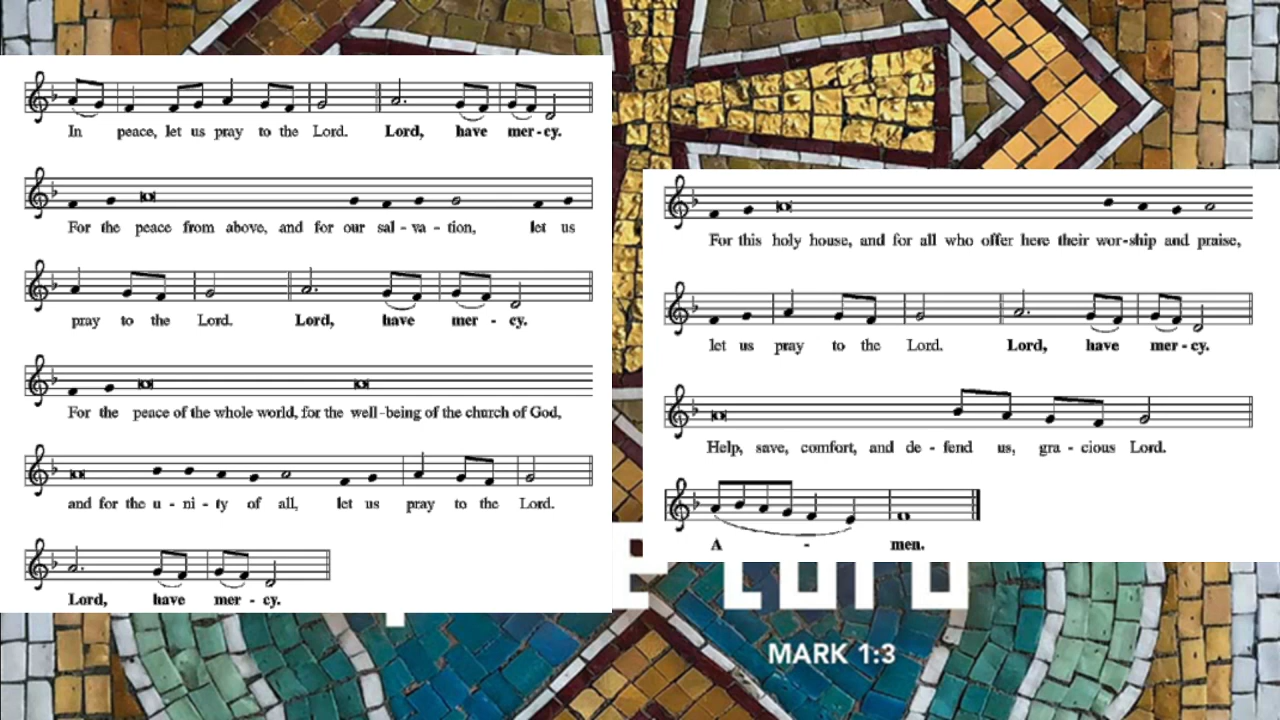 In peace, let us pray to the Lord. Lord, have mer - cy.
For the peace from above, and for our sal - va - tion, let us
pray to the Lord. Lord, have mer - cy.
For the peace of the whole world, for the well - being of the church of God,
and for the u - ni - ty of all, let us pray to the Lord.
Lord, have mer - cy.
For this holy house, and for all who offer here their wor - ship and praise,
let us pray to the Lord. Lord, have mer - cy.
Help, save, comfort, and de - fend us, gra - cious Lord.
A - men.
MARK 1:3